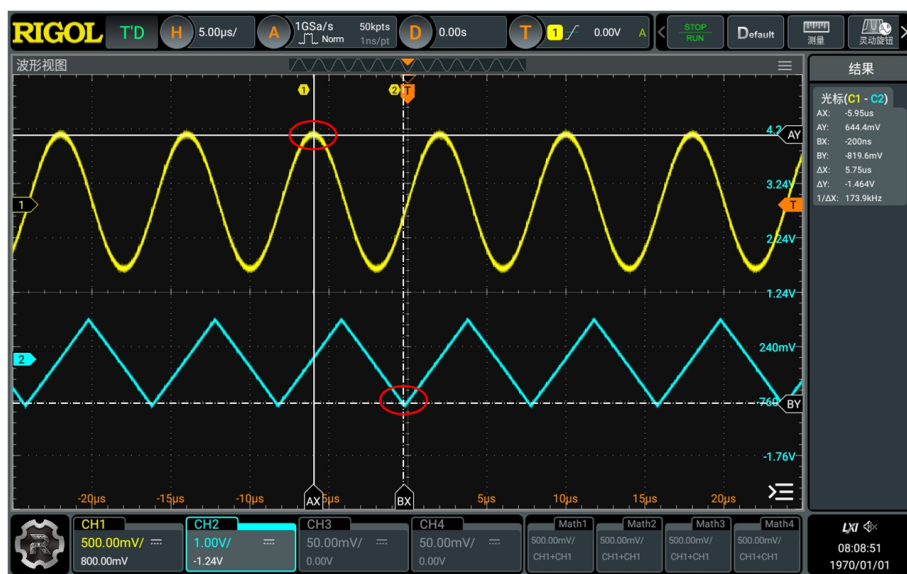 RIGOL T'D H 5.00μs/ A 1GSa/s Norm 50kpts 1ns/pt D 0.00s T 1 0.00V A STOP RUN Default 测量 灵动旋钮
波形视图
结果
光标(C1 - C2)
AX: -5.95us
AY: 644.4mV
BX: -200ns
BY: -819.6mV
ΔX: 5.75us
ΔY: -1.464V
1/ΔX: 173.9kHz
1 2 T
4.2 AY
3.24V
1 T
2.24V
1.24V
240mV
2
-760 BY
-1.76V
-20μs -15μs -10μs AX -5μs BX 5μs 10μs 15μs 20μs
CH1 CH2 CH3 CH4 Math1 Math2 Math3 Math4
500.00mV/ 1.00V/ 50.00mV/ 50.00mV/ 500.00mV/ 500.00mV/ 500.00mV/ 500.00mV/
800.00mV -1.24V 0.00V 0.00V CH1+CH1 CH1+CH1 CH1+CH1 CH1+CH1
LXI
08:08:51
1970/01/01